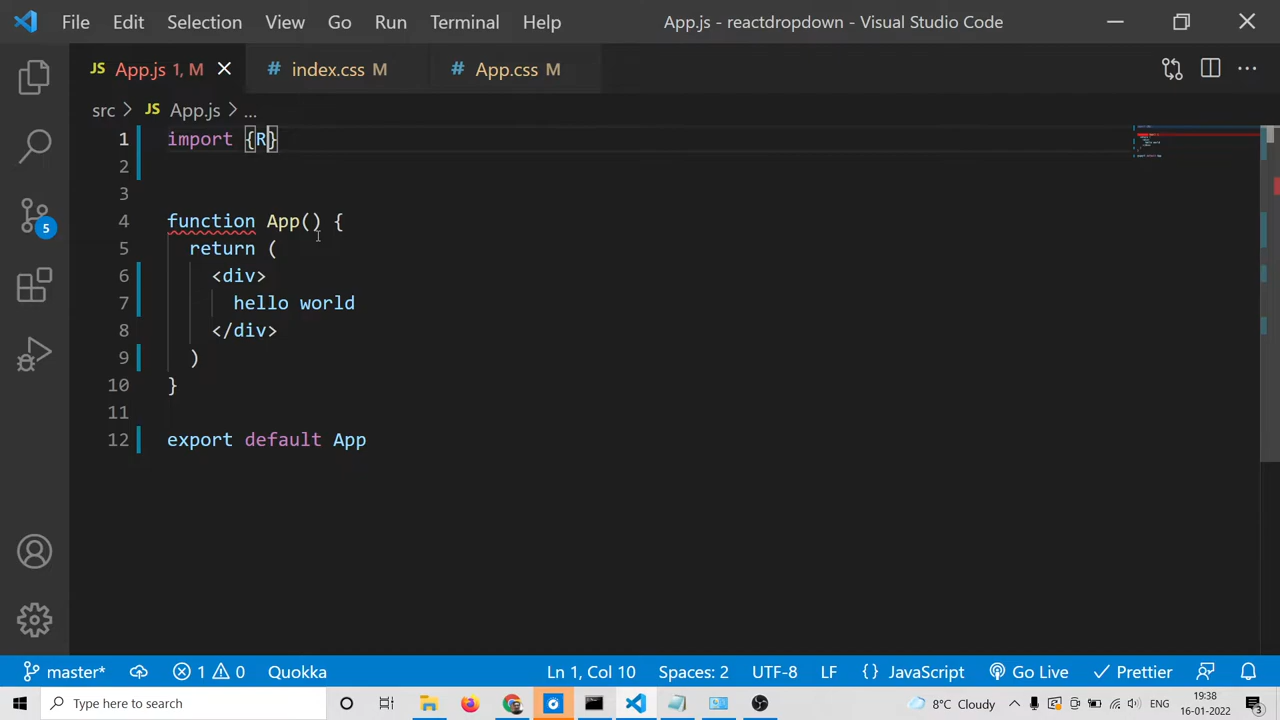 File Edit Selection View Go Run Terminal Help App.js - reactdropdown - Visual Studio Code
JS App.js 1, M # index.css M # App.css M
src > JS App.js > ...
1 import {R}
2
3
4 function App() {
5 return (
6 <div>
7 hello world
8 </div>
9 )
10 }
11
12 export default App
5
master* 1 0 Quokka Ln 1, Col 10 Spaces: 2 UTF-8 LF {} JavaScript Go Live Prettier
Type here to search 8°C Cloudy ENG 19:38
16-01-2022 3